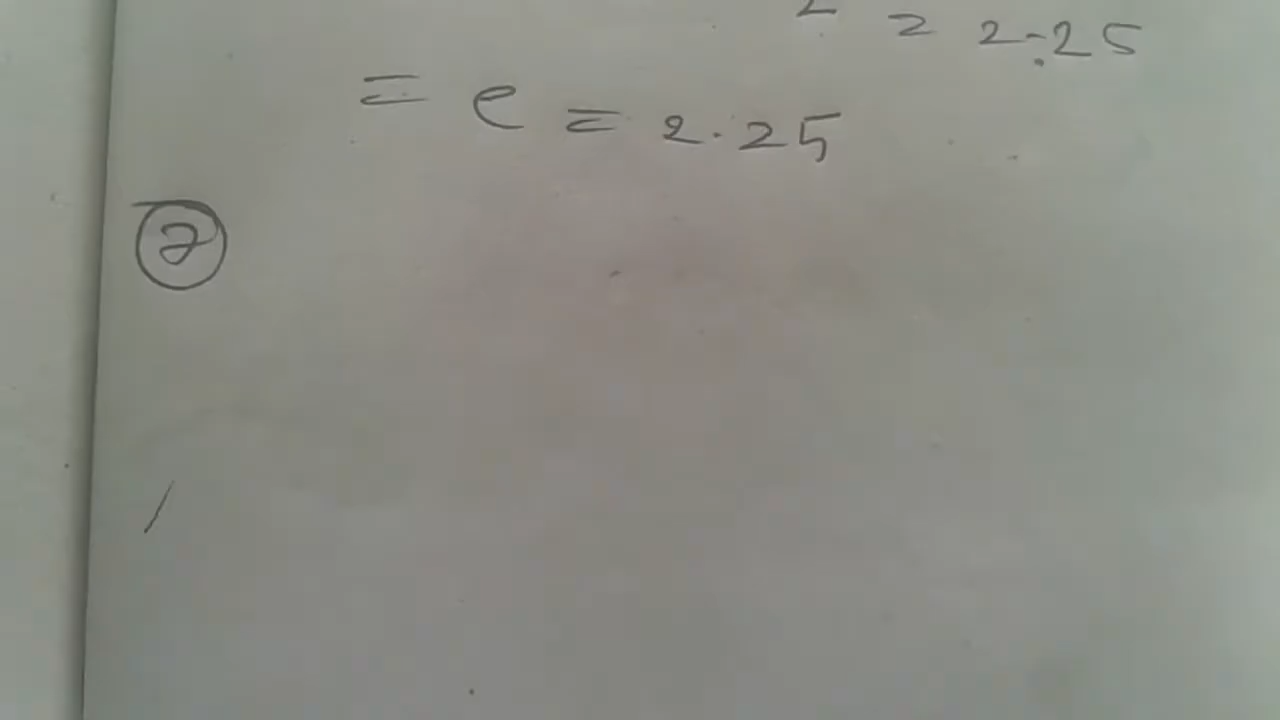 = 2.25
= e = 2.25
2